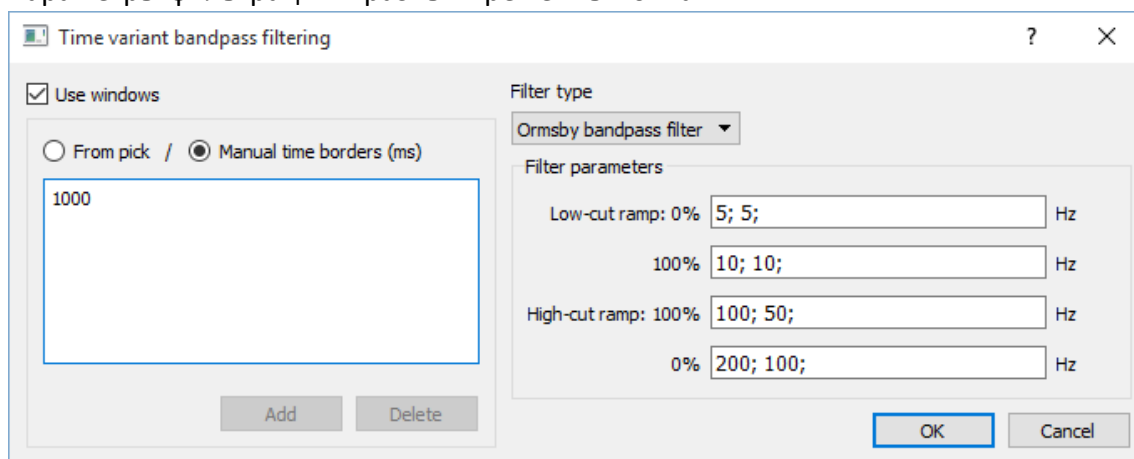 Time variant bandpass filtering ?
Use windows
From pick / Manual time borders (ms)
1000
Add Delete
Filter type
Ormsby bandpass filter
Filter parameters
Low-cut ramp: 0% 5; 5; Hz
100% 10; 10; Hz
High-cut ramp: 100% 100; 50; Hz
0% 200; 100; Hz
OK Cancel